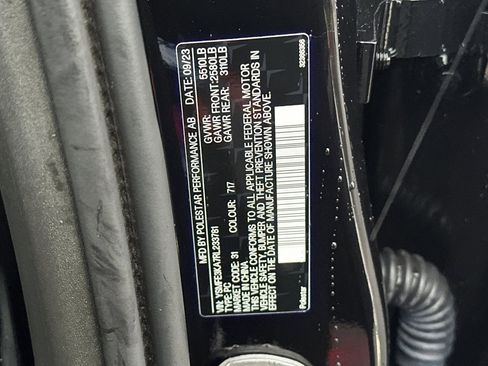 MFD BY POLESTAR PERFORMANCE AB DATE: 09/23
GVWR: 5510LB
GAWR FRONT: 2580LB
GAWR REAR: 3110LB
VIN: YSMFE3KA7RL233781
TYPE: PC
MARKET CODE: 31 COLOUR: 717
MADE IN CHINA
THIS VEHICLE CONFORMS TO ALL APPLICABLE FEDERAL MOTOR
VEHICLE SAFETY, BUMPER AND THEFT PREVENTION STANDARDS IN
EFFECT ON THE DATE OF MANUFACTURE SHOWN ABOVE.
Polestar